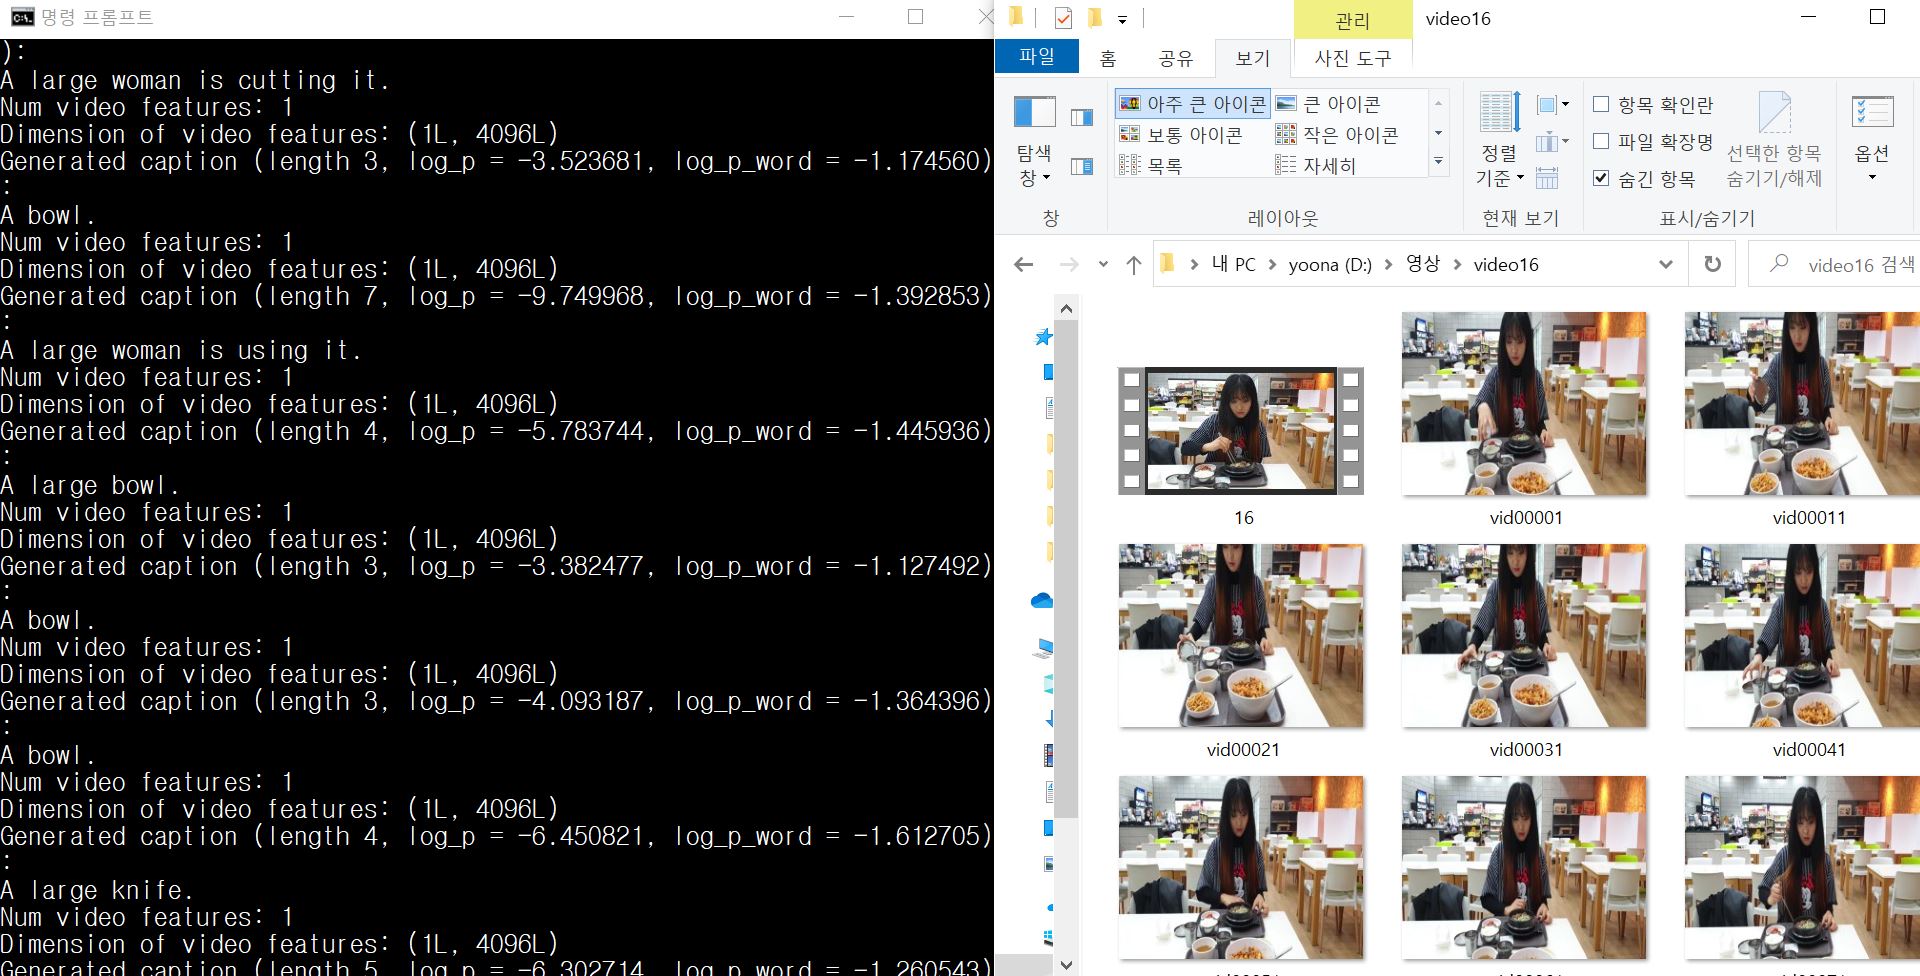 명령 프롬프트
):
A large woman is cutting it.
Num video features: 1
Dimension of video features: (1L, 4096L)
Generated caption (length 3, log_p = -3.523681, log_p_word = -1.174560)
:
A bowl.
Num video features: 1
Dimension of video features: (1L, 4096L)
Generated caption (length 7, log_p = -9.749968, log_p_word = -1.392853)
:
A large woman is using it.
Num video features: 1
Dimension of video features: (1L, 4096L)
Generated caption (length 4, log_p = -5.783744, log_p_word = -1.445936)
:
A large bowl.
Num video features: 1
Dimension of video features: (1L, 4096L)
Generated caption (length 3, log_p = -3.382477, log_p_word = -1.127492)
:
A bowl.
Num video features: 1
Dimension of video features: (1L, 4096L)
Generated caption (length 3, log_p = -4.093187, log_p_word = -1.364396)
:
A bowl.
Num video features: 1
Dimension of video features: (1L, 4096L)
Generated caption (length 4, log_p = -6.450821, log_p_word = -1.612705)
:
A large knife.
Num video features: 1
Dimension of video features: (1L, 4096L)
Generated caption (length 5, log_p = -6.302714, log_p_word = -1.260543)
관리 video16
파일 홈 공유 보기 사진 도구
탐색
창
창
아주 큰 아이콘 큰 아이콘
보통 아이콘 작은 아이콘
목록 자세히
레이아웃
정렬
기준
현재 보기
항목 확인란
파일 확장명
숨긴 항목
선택한 항목
숨기기/해제
표시/숨기기
옵션
내 PC yoona (D:) 영상 video16
video16 검색
16 vid00001 vid00011
vid00021 vid00031 vid00041